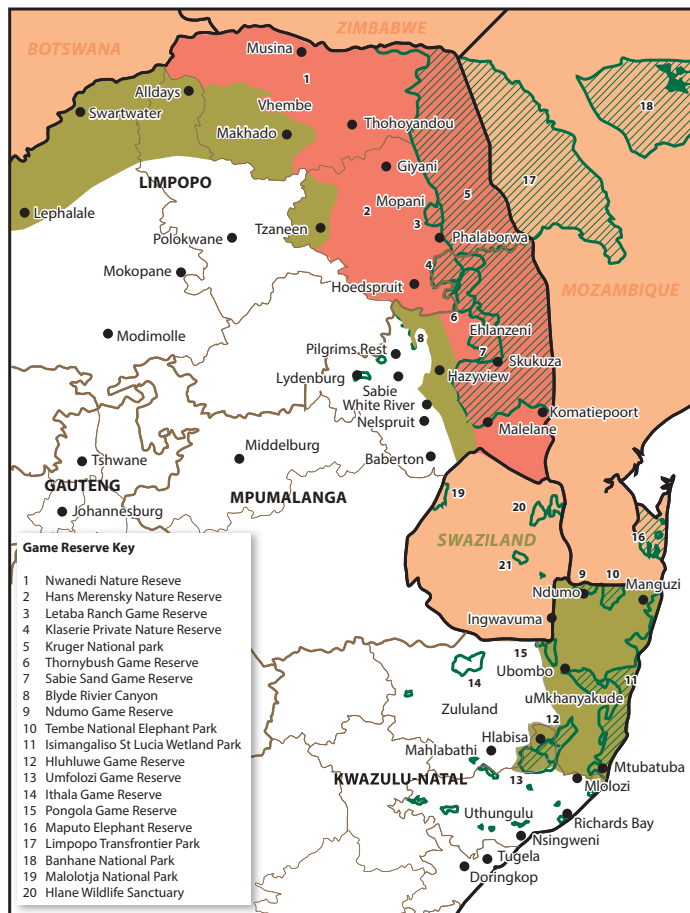 ZIMBABWE
BOTSWANA
Musina
1
Alldays
Vhembe
18
Swartwater
Thohoyandou
Makhado
Giyani
17
LIMPOPO
Mopani
5
Lephalale
2
3
Tzaneen
Polokwane
Phalaborwa
4
Mokopane
Hoedspruit
MOZAMBIQUE
6
Ehlanzeni
Modimolle
8
Pilgrims Rest
7
Skukuza
Lydenburg
Hazyview
Sabie
White River
Komatiepoort
Nelspruit
Malelane
Middelburg
Baberton
Tshwane
GAUTENG
MPUMALANGA
19
20
Johannesburg
16
SWAZILAND
21
9
10
Ndumo
Manguzi
Ingwavuma
15
Ubombo
14
11
uMkhanyakude
Zululand
12
Hlabisa
Mahlabathi
Mtubatuba
KWAZULU-NATAL
13
Mlolozi
Uthungulu
Richards Bay
Nsingweni
Tugela
Doringkop
Game Reserve Key
1 Nwanedi Nature Reseve
2 Hans Merensky Nature Reserve
3 Letaba Ranch Game Reserve
4 Klaserie Private Nature Reserve
5 Kruger National park
6 Thornybush Game Reserve
7 Sabie Sand Game Reserve
8 Blyde Rivier Canyon
9 Ndumo Game Reserve
10 Tembe National Elephant Park
11 Isimangaliso St Lucia Wetland Park
12 Hluhluwe Game Reserve
13 Umfolozi Game Reserve
14 Ithala Game Reserve
15 Pongola Game Reserve
16 Maputo Elephant Reserve
17 Limpopo Transfrontier Park
18 Banhane National Park
19 Malolotja National Park
20 Hlane Wildlife Sanctuary